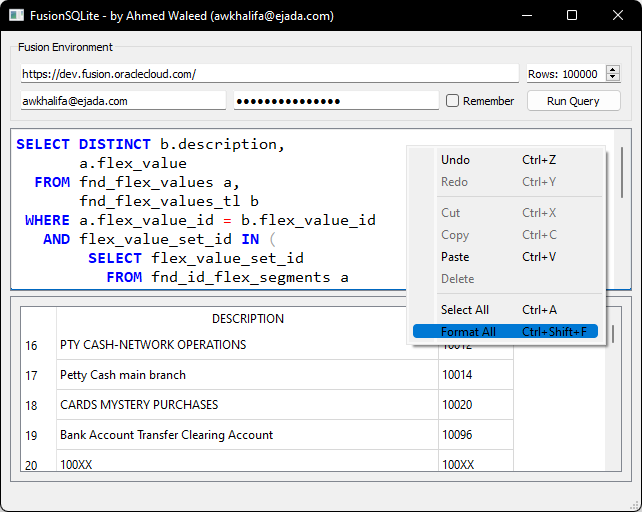 FusionSQLite - by Ahmed Waleed (awkhalifa@ejada.com)
Fusion Environment
https://dev.fusion.oraclecloud.com/
Rows: 100000
awkhalifa@ejada.com
●●●●●●●●●●●●●●●
Remember
Run Query
SELECT DISTINCT b.description,
a.flex_value
FROM fnd_flex_values a,
fnd_flex_values_tl b
WHERE a.flex_value_id = b.flex_value_id
AND flex_value_set_id IN (
SELECT flex_value_set_id
FROM fnd_id_flex_segments a
Undo Ctrl+Z
Redo Ctrl+Y
Cut Ctrl+X
Copy Ctrl+C
Paste Ctrl+V
Delete
Select All Ctrl+A
Format All Ctrl+Shift+F
DESCRIPTION
16 PTY CASH-NETWORK OPERATIONS 10012
17 Petty Cash main branch 10014
18 CARDS MYSTERY PURCHASES 10020
19 Bank Account Transfer Clearing Account 10096
20 100XX 100XX